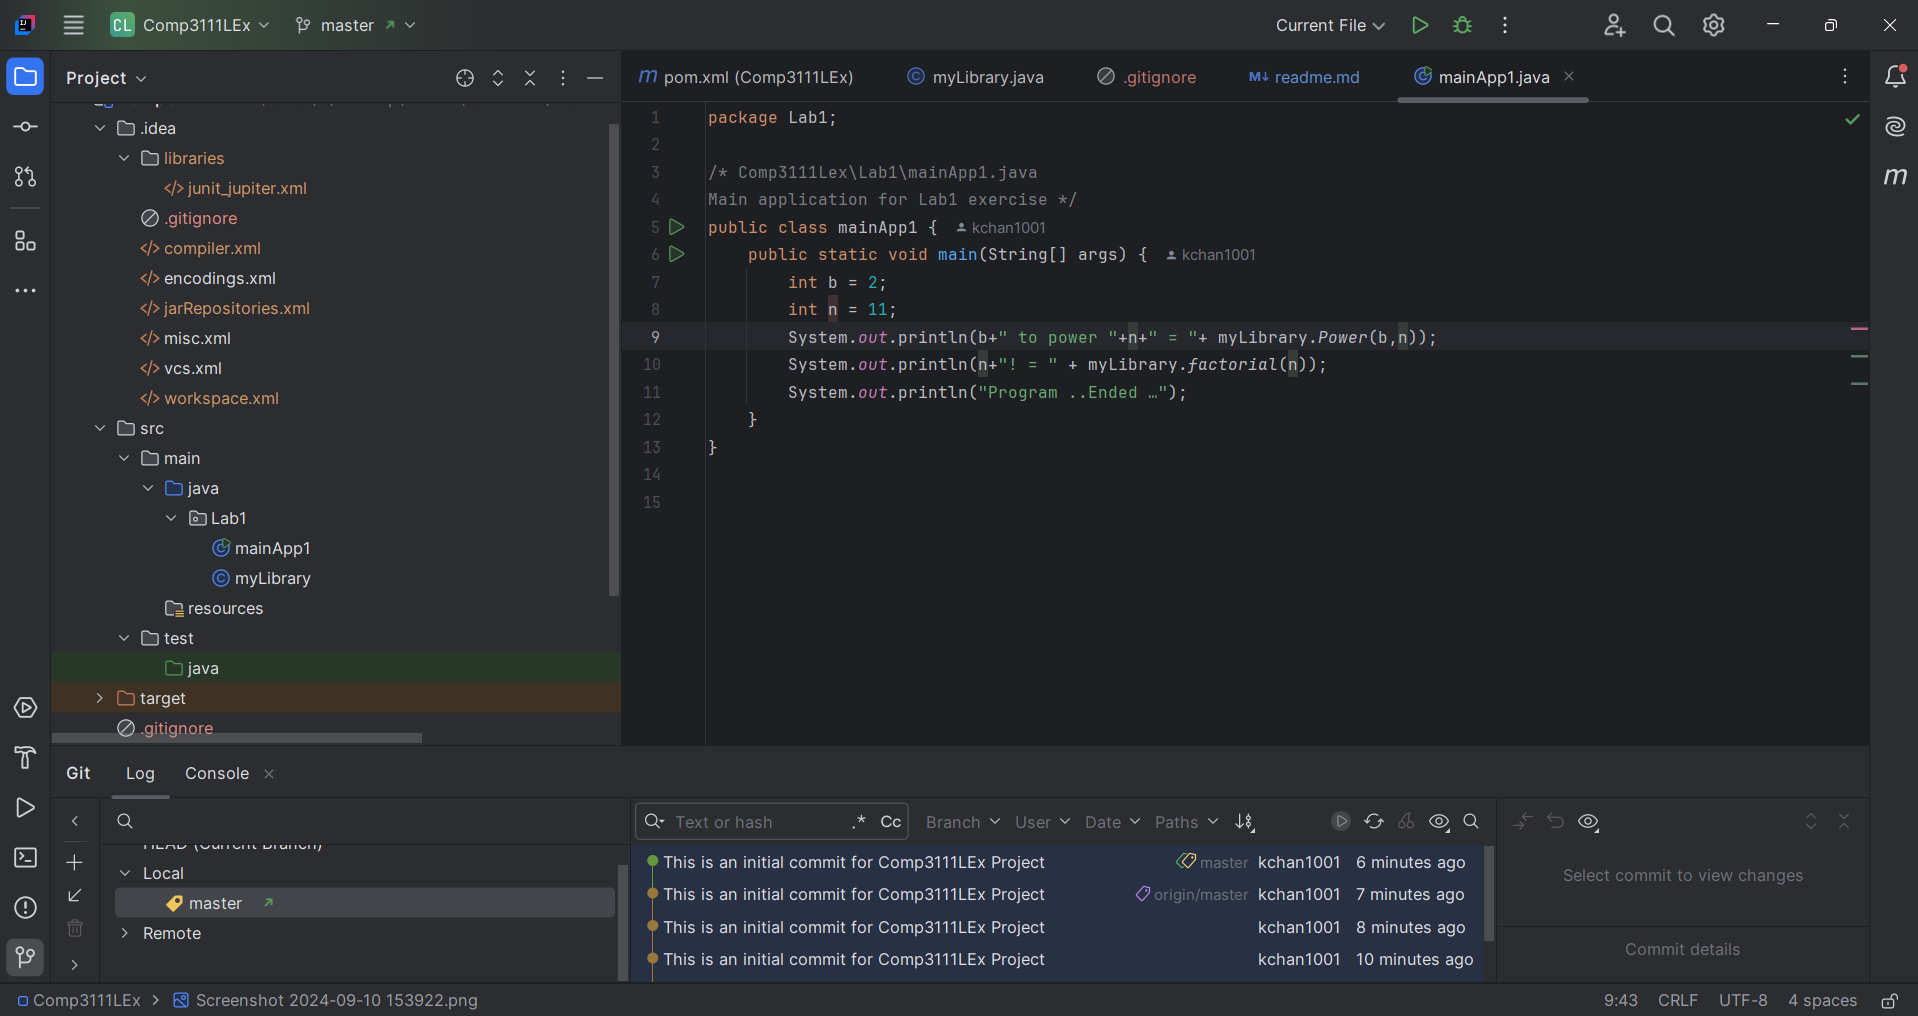 CL Comp3111LEx master Current File
Project
pom.xml (Comp3111LEx) myLibrary.java .gitignore readme.md mainApp1.java
.idea
libraries
junit_jupiter.xml
.gitignore
compiler.xml
encodings.xml
jarRepositories.xml
misc.xml
vcs.xml
workspace.xml
src
main
java
Lab1
mainApp1
myLibrary
resources
test
java
target
.gitignore
1 package Lab1;
2
3 /* Comp3111Lex\Lab1\mainApp1.java
4 Main application for Lab1 exercise */
5 public class mainApp1 { kchan1001
6 public static void main(String[] args) { kchan1001
7 int b = 2;
8 int n = 11;
9 System.out.println(b+" to power "+n+" = "+ myLibrary.Power(b,n));
10 System.out.println(n+"! = " + myLibrary.factorial(n));
11 System.out.println("Program ..Ended …");
12 }
13 }
14
15
Git Log Console
HEAD (Current Branch)
Local
master
Remote
Text or hash .* Cc Branch User Date Paths
This is an initial commit for Comp3111LEx Project master kchan1001 6 minutes ago
This is an initial commit for Comp3111LEx Project origin/master kchan1001 7 minutes ago
This is an initial commit for Comp3111LEx Project kchan1001 8 minutes ago
This is an initial commit for Comp3111LEx Project kchan1001 10 minutes ago
Select commit to view changes
Commit details
Comp3111LEx > Screenshot 2024-09-10 153922.png 9:43 CRLF UTF-8 4 spaces